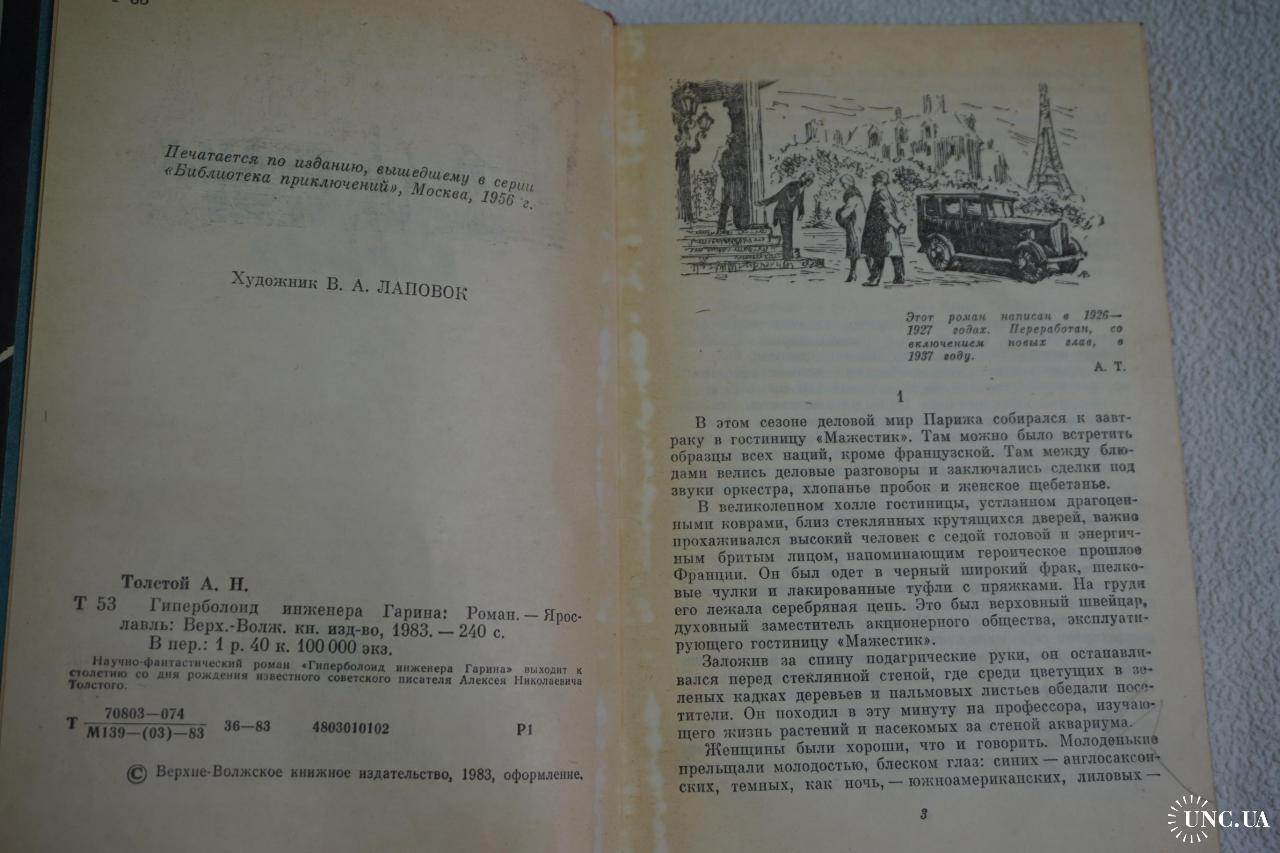 Печатается по изданию, вышедшему в серии
«Библиотека приключений», Москва, 1956 г.
Художник В. А. ЛАПОВОК
Толстой А. Н.
Т 53 Гиперболоид инженера Гарина: Роман. — Ярос-
лавль: Верх.-Волж. кн. изд-во, 1983. — 240 с.
В пер.: 1 р. 40 к. 100 000 экз.
Научно-фантастический роман «Гиперболоид инженера Гарина» выходит к
столетию со дня рождения известного советского писателя Алексея Николаевича
Толстого.
Т 70803—074
М139—(03)—83 36—83 4803010102 Р1
© Верхне-Волжское книжное издательство, 1983, оформление.
Этот роман написан в 1926—
1927 годах. Переработан, со
включением новых глав, в
1937 году.
А. Т.
1
В этом сезоне деловой мир Парижа собирался к завт-
раку в гостиницу «Мажестик». Там можно было встретить
образцы всех наций, кроме французской. Там между блю-
дами велись деловые разговоры и заключались сделки под
звуки оркестра, хлопанье пробок и женское щебетанье.
В великолепном холле гостиницы, устланном драгоцен-
ными коврами, близ стеклянных крутящихся дверей, важно
прохаживался высокий человек с седой головой и энергич-
ным бритым лицом, напоминающим героическое прошлое
Франции. Он был одет в черный широкий фрак, шелко-
вые чулки и лакированные туфли с пряжками. На груди
его лежала серебряная цепь. Это был верховный швейцар,
духовный заместитель акционерного общества, эксплуати-
рующего гостиницу «Мажестик».
Заложив за спину подагрические руки, он останавли-
вался перед стеклянной стеной, где среди цветущих в зе-
леных кадках деревьев и пальмовых листьев обедали посе-
тители. Он походил в эту минуту на профессора, изучаю-
щего жизнь растений и насекомых за стеной аквариума.
Женщины были хороши, что и говорить. Молоденькие
прельщали молодостью, блеском глаз: синих — англосаксон-
ских, темных, как ночь, — южноамериканских, лиловых —
3
UNC.UA